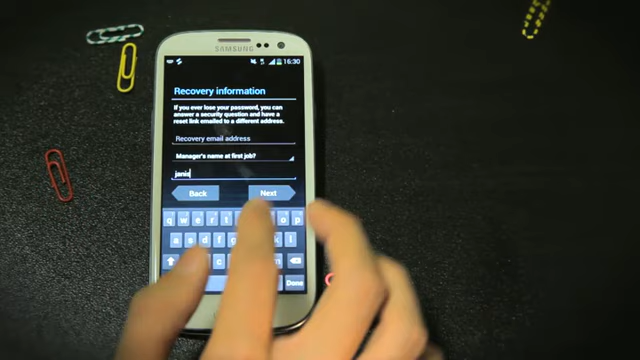 SAMSUNG
16:30
Recovery information
If you ever lose your password, you can
answer a security question and have a
reset link emailed to a different address.
Recovery email address
Manager's name at first job?
janic
Back Next
q w e r t o p
a s d f l
Done